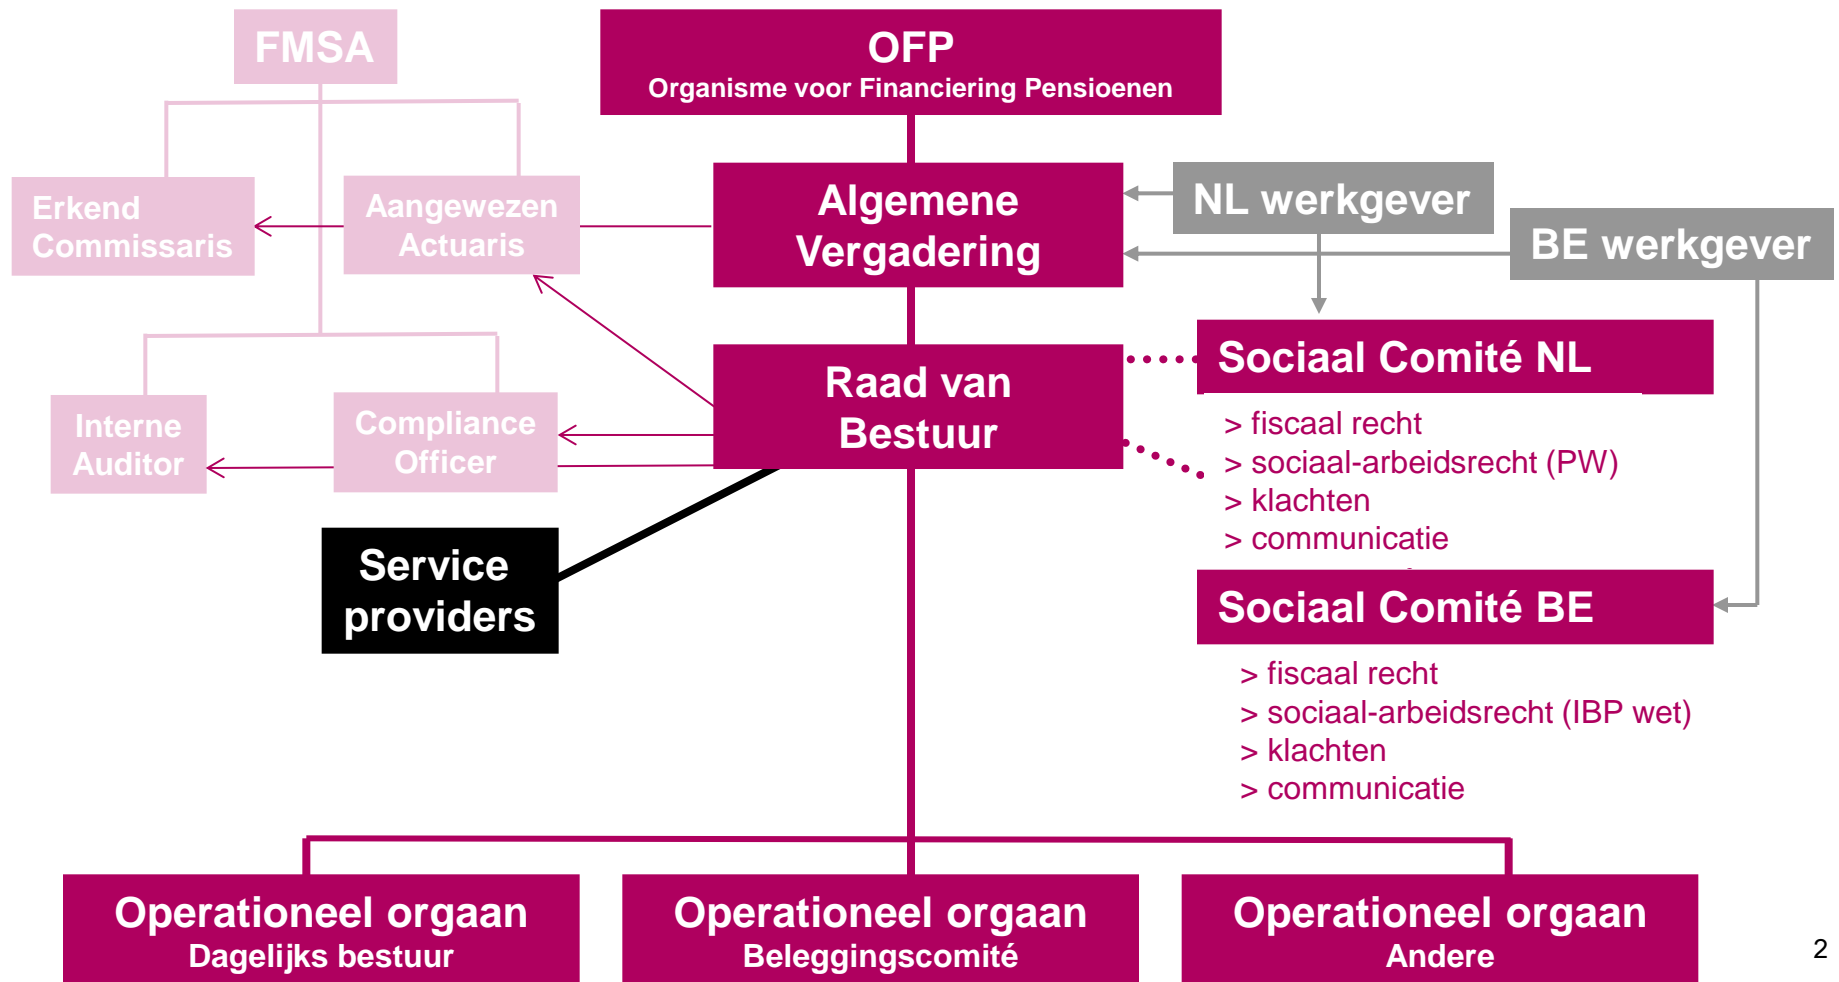 FMSA
OFP
Organisme voor Financiering Pensioenen
Erkend
Commissaris
Aangewezen
Actuaris
Algemene
Vergadering
NL werkgever
BE werkgever
Interne
Auditor
Compliance
Officer
Raad van
Bestuur
Sociaal Comité NL
> fiscaal recht
> sociaal-arbeidsrecht (PW)
> klachten
> communicatie
Service
providers
Sociaal Comité BE
> fiscaal recht
> sociaal-arbeidsrecht (IBP wet)
> klachten
> communicatie
Operationeel orgaan
Dagelijks bestuur
Operationeel orgaan
Beleggingscomité
Operationeel orgaan
Andere
2